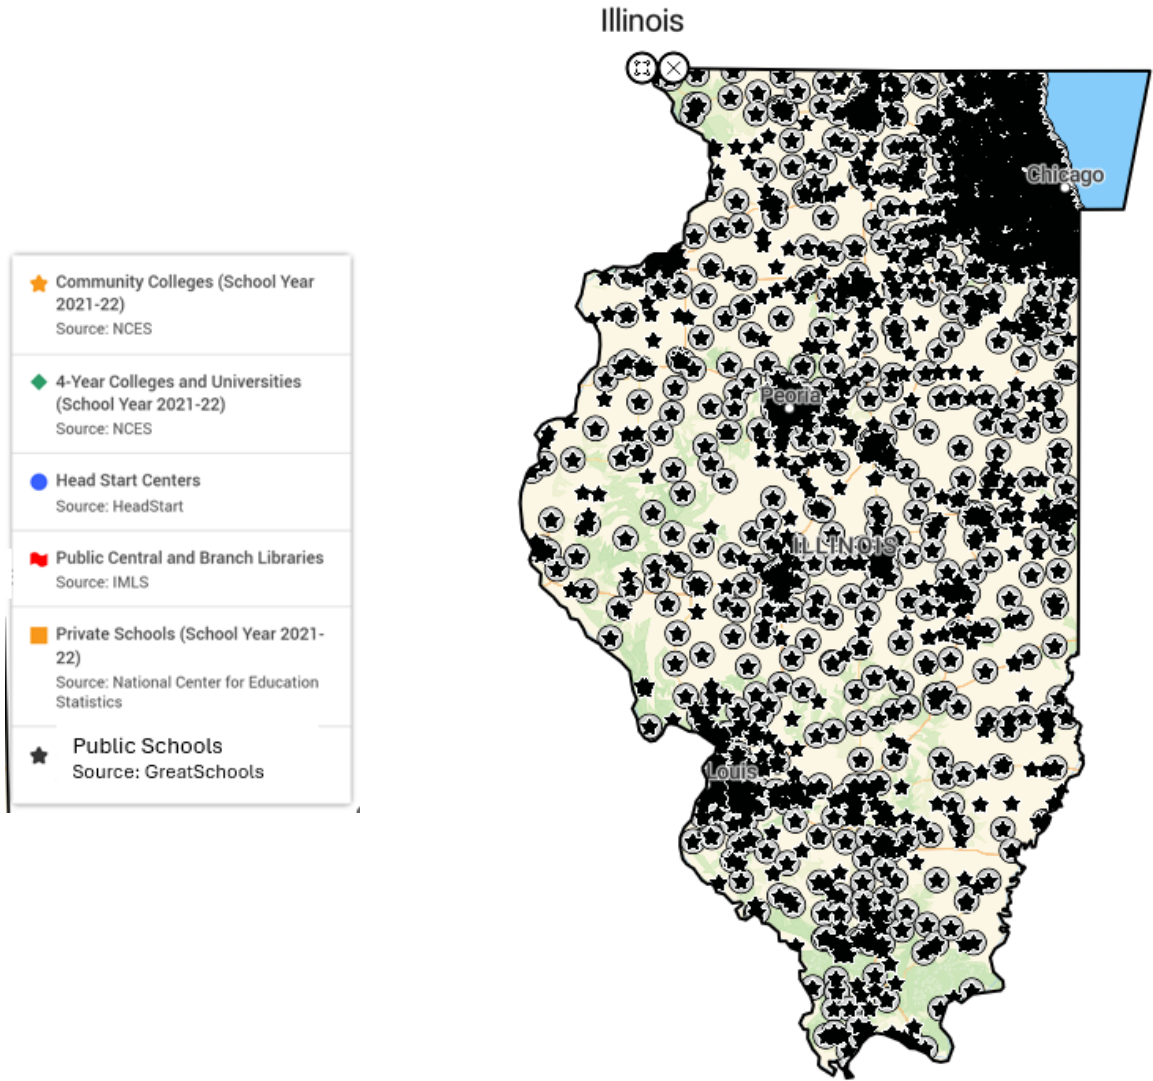 Illinois
Chicago
Peoria
ILLINOIS
Louis
Community Colleges (School Year
2021-22)
Source: NCES
4-Year Colleges and Universities
(School Year 2021-22)
Source: NCES
Head Start Centers
Source: HeadStart
Public Central and Branch Libraries
Source: IMLS
Private Schools (School Year 2021-
22)
Source: National Center for Education
Statistics
Public Schools
Source: GreatSchools